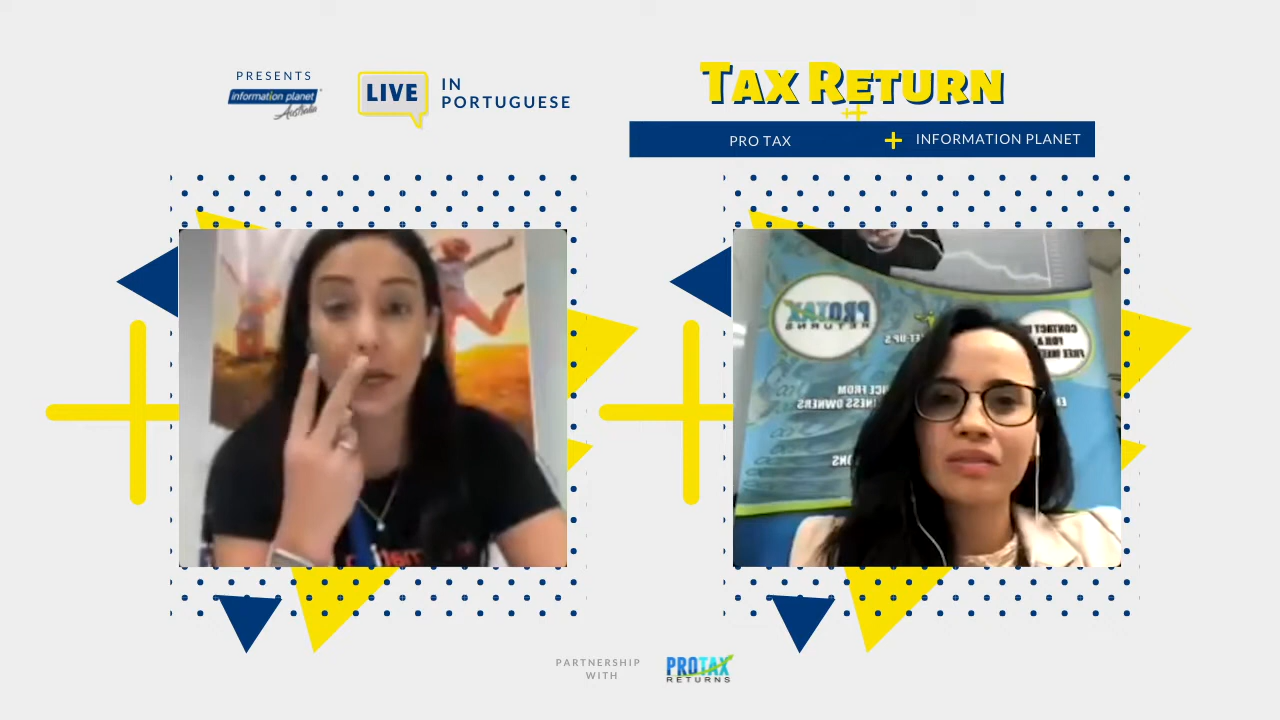 PRESENTS
information planet
Australia
LIVE
IN
PORTUGUESE
TAX RETURN
PRO TAX
INFORMATION PLANET
PROTAX
RETURNS
CONTACT
FOR A
FREE
PARTNERSHIP
WITH
PROTAX
RETURNS